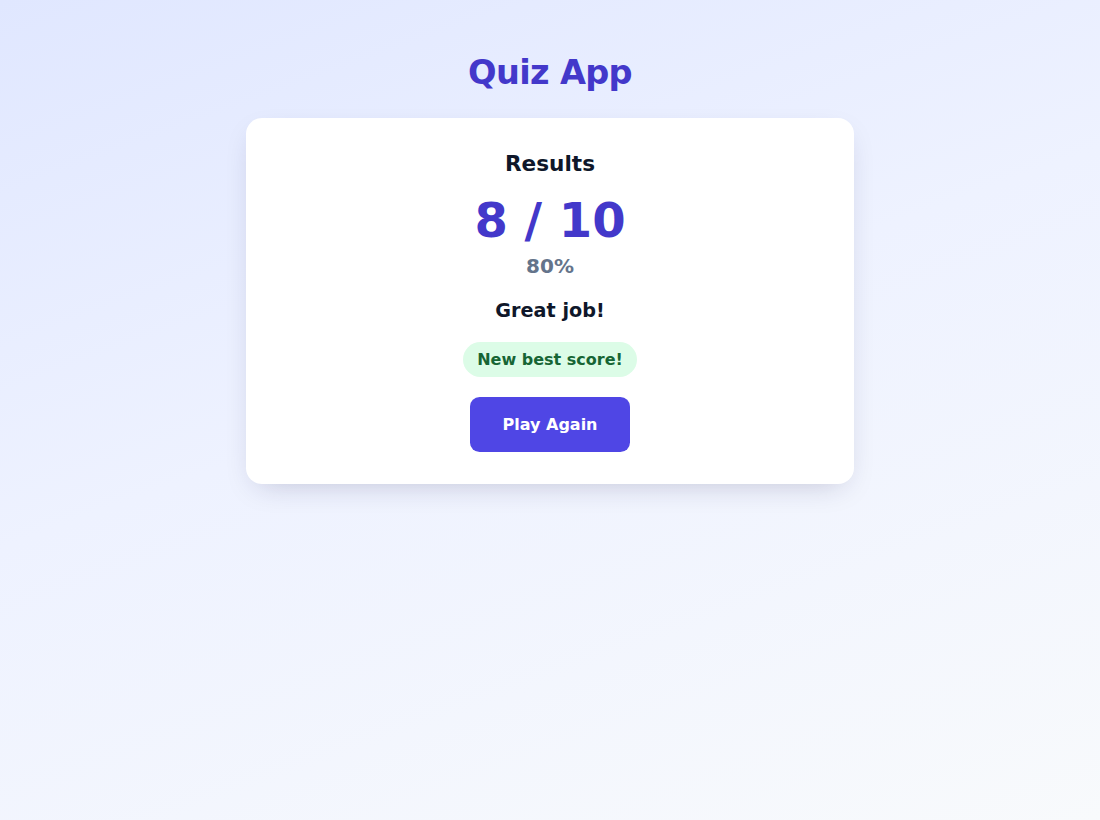 Quiz App
Results
8 / 10
80%
Great job!
New best score!
Play Again